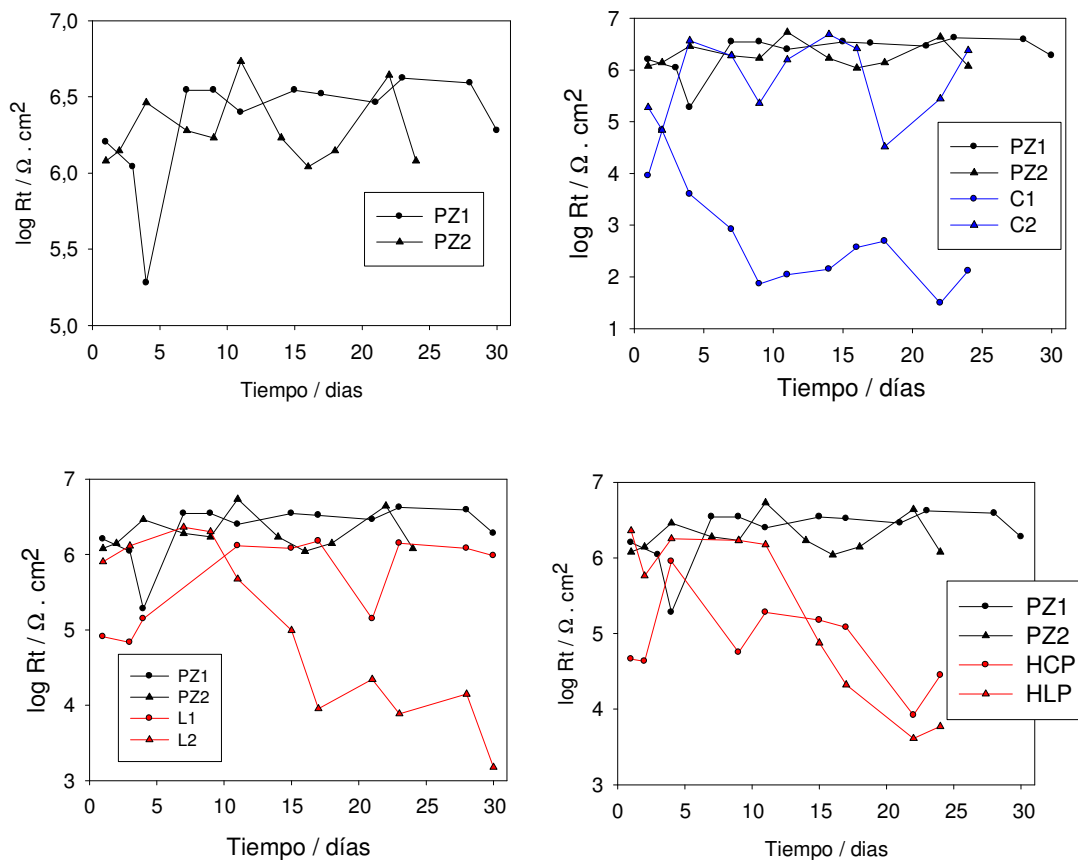 7,0
6,5
6,0
5,5
5,0
log Rt / Ω . cm²
PZ1
PZ2
0 5 10 15 20 25 30
Tiempo / dias
7
6
5
4
3
2
1
log Rt / Ω . cm²
PZ1
PZ2
C1
C2
0 5 10 15 20 25 30
Tiempo / días
7
6
5
4
3
log Rt / Ω . cm²
PZ1
PZ2
L1
L2
0 5 10 15 20 25 30
Tiempo / días
7
6
5
4
3
log Rt / Ω . cm²
PZ1
PZ2
HCP
HLP
0 5 10 15 20 25 30
Tiempo / dias